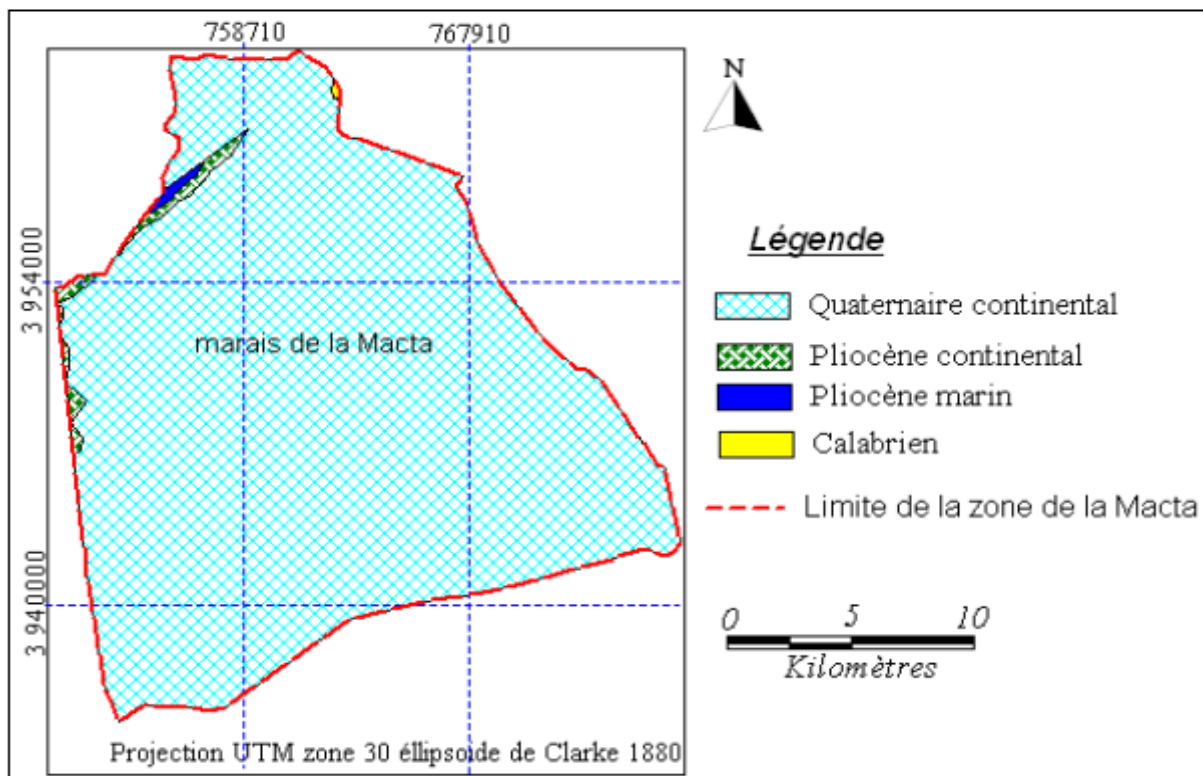 758710
767910
N
3 954000
Légende
Quaternaire continental
marais de la Macta
Pliocène continental
Pliocène marin
Calabrien
Limite de la zone de la Macta
3 940000
0 5 10
Kilomètres
Projection UTM zone 30 éllipsoide de Clarke 1880